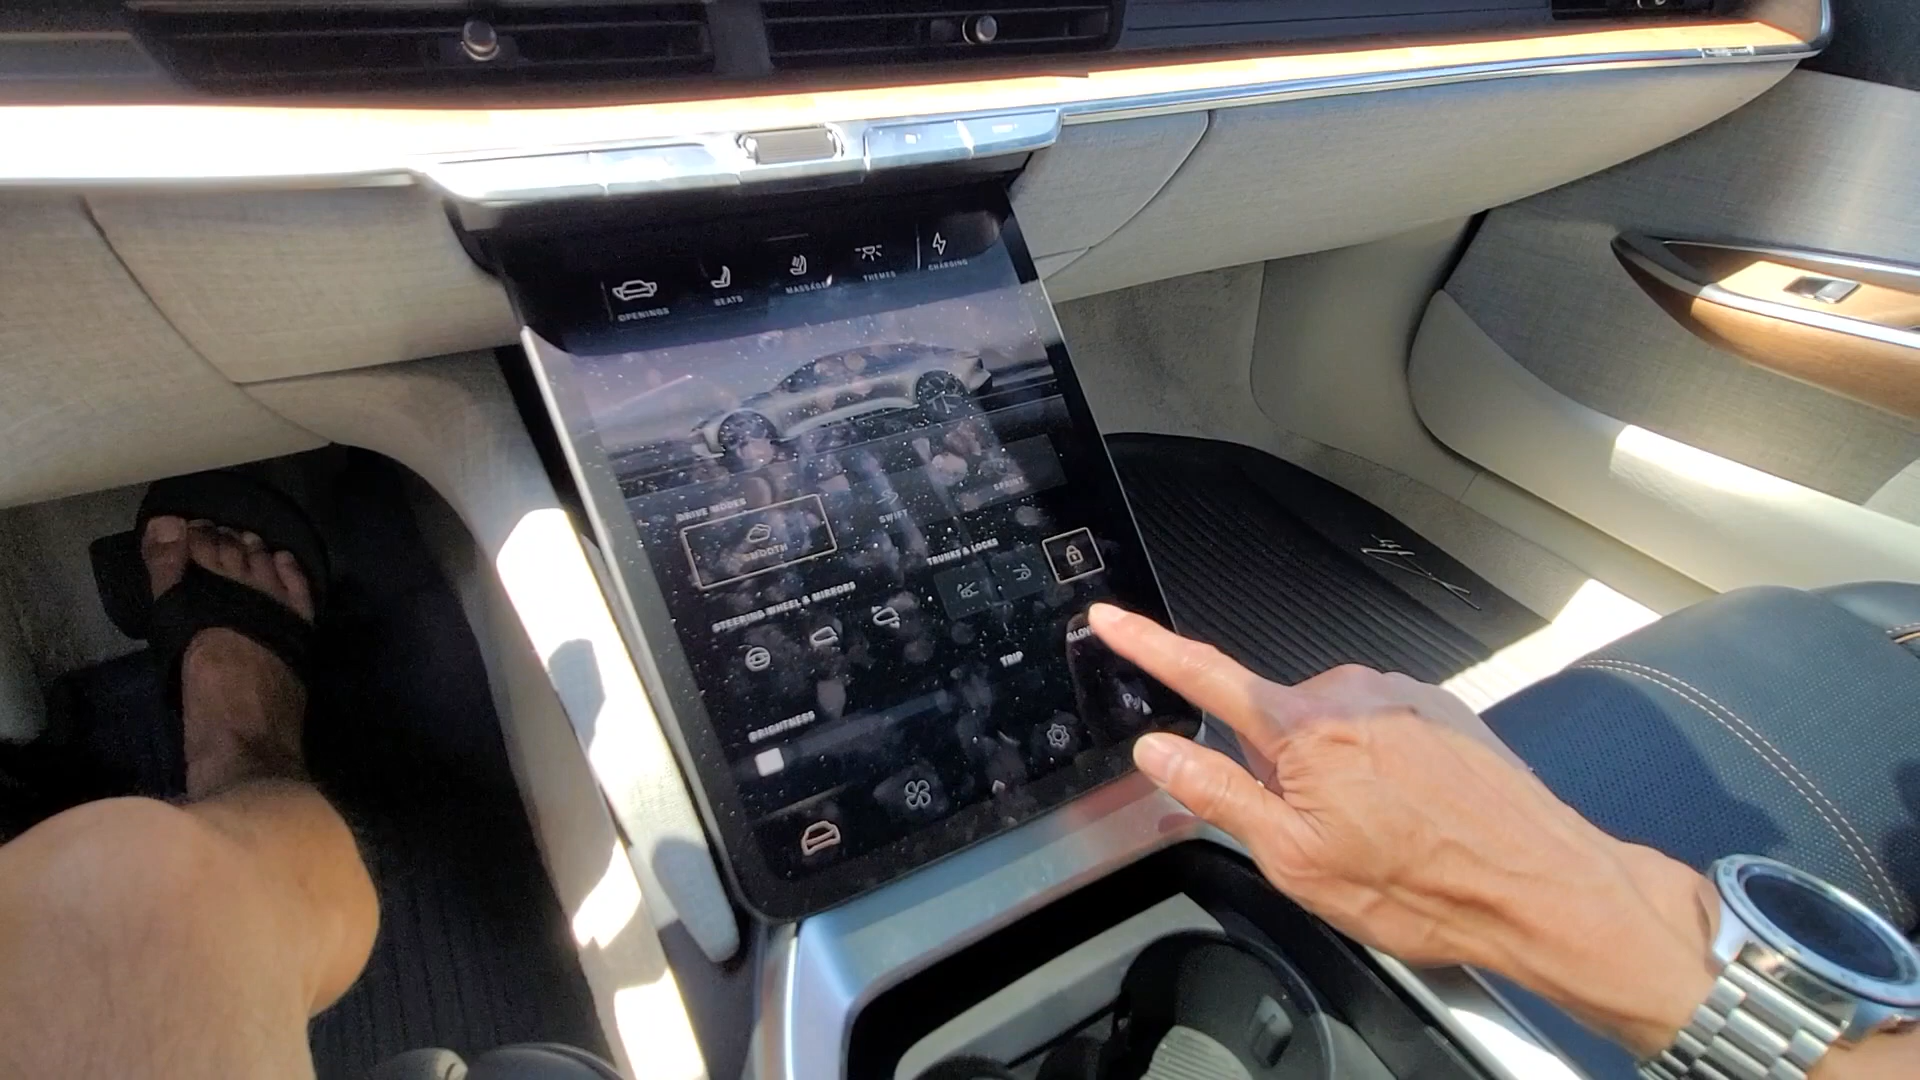 OPENINGS
SEATS
MASSAGE
THEMES
CHARGING
DRIVE MODES
SMOOTH
SWIFT
SPRINT
STEERING WHEEL & MIRRORS
TRUNKS & LOCKS
TRIP
BRIGHTNESS